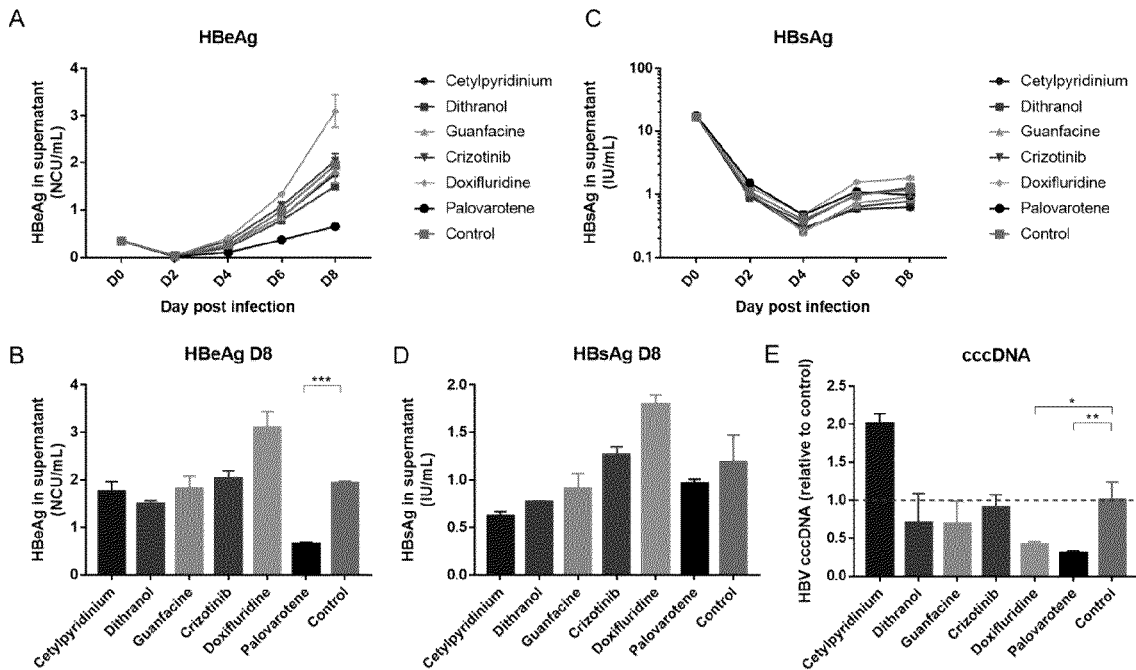 A
HBeAg
HBeAg in supernatant
(NCU/mL)
4
3
2
1
0
D0
D2
D4
D6
D8
Day post infection
Cetylpyridinium
Dithranol
Guanfacine
Crizotinib
Doxifluridine
Palovarotene
Control
C
HBsAg
HBsAg in supernatant
(IU/mL)
100
10
1
0.1
D0
D2
D4
D6
D8
Day post infection
Cetylpyridinium
Dithranol
Guanfacine
Crizotinib
Doxifluridine
Palovarotene
Control
B
HBeAg D8
HBeAg in supernatant
(NCU/mL)
4
3
2
1
0
***
Cetylpyridinium
Dithranol
Guanfacine
Crizotinib
Doxifluridine
Palovarotene
Control
D
HBsAg D8
HBsAg in supernatant
(IU/mL)
2.0
1.5
1.0
0.5
0.0
Cetylpyridinium
Dithranol
Guanfacine
Crizotinib
Doxifluridine
Palovarotene
Control
E
cccDNA
HBV cccDNA (relative to control)
2.5
2.0
1.5
1.0
0.5
0.0
*
**
Cetylpyridinium
Dithranol
Guanfacine
Crizotinib
Doxifluridine
Palovarotene
Control